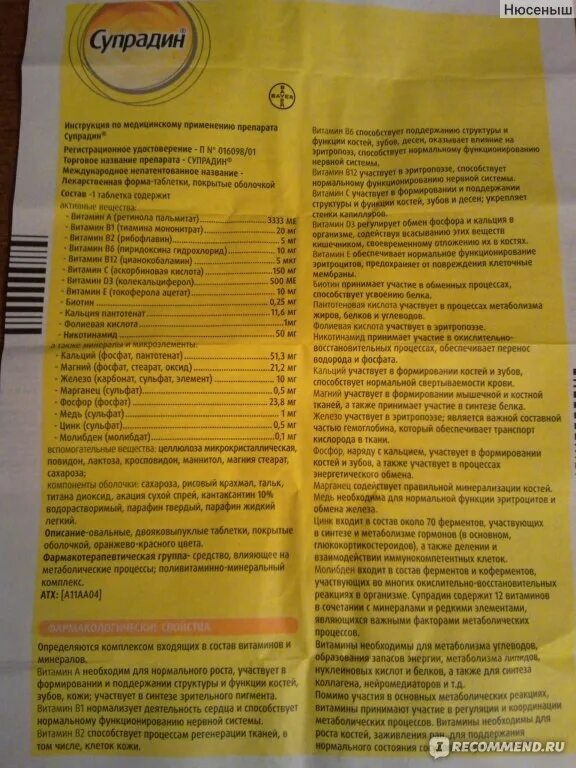 Нюсеныш
Супрадин®
BAYER
Инструкция по медицинскому применению препарата
Супрадин®
Регистрационное удостоверение - П N° 016098/01
Торговое название препарата - СУПРАДИН®
Международное непатентованное название -
Лекарственная форма-таблетки, покрытые оболочкой
Состав -1 таблетка содержит
активные вещества:
- Витамин А (ретинола пальмитат) 3333 МЕ
- Витамин В1 (тиамина мононитрат) 20 мг
- Витамин В2 (рибофлавин) 5 мг
- Витамин В6 (пиридоксина гидрохлорид) 10 мг
- Витамин В12 (цианокобаламин) 5 мкг
- Витамин С (аскорбиновая кислота) 150 мг
- Витамин D3 (колекальциферол) 500 МЕ
- Витамин Е (токоферола ацетат) 10 мг
- Биотин 0,25 мг
- Кальция пантотенат 11,6 мг
- Фолиевая кислота 1мг
- Никотинамид 50 мг
а также минералы и микроэлементы:
- Кальций (фосфат, пантотенат) 51,3 мг
- Магний (фосфат, стеарат, оксид) 21,2 мг
- Железо (карбонат, сульфат, элемент) 10 мг
- Марганец (сульфат) 0,5 мг
- Фосфор (фосфат) 23,8 мг
- Медь (сульфат) 1 мг
- Цинк (сульфат) 0,5 мг
- Молибден (молибдат) 0,1 мг
вспомогательные вещества: целлюлоза микрокристаллическая,
повидон, лактоза, кросповидон, маннитол, магния стеарат,
сахароза;
компоненты оболочки: сахароза, рисовый крахмал, тальк,
титана диоксид, акация сухой спрей, кантаксантин 10%
водорастворимый, парафин твердый, парафин жидкий
легкий.
Описание-овальные, двояковыпуклые таблетки, покрытые
оболочкой, оранжево-красного цвета.
Фармакотерапевтическая группа- средство, влияющее на
метаболические процессы; поливитаминно-минеральный
комплекс.
АТХ: [A11AA04]
ФАРМАКОЛОГИЧЕСКИЕ СВОЙСТВА
Определяются комплексом входящих в состав витаминов и
минералов.
Витамин А необходим для нормального роста, участвует в
формировании и поддержании структуры и функции костей,
зубов, кожи; участвует в синтезе зрительного пигмента.
Витамин В1 нормализует деятельность сердца и способствует
нормальному функционированию нервной системы.
Витамин В2 способствует процессам регенерации тканей, в
том числе, клеток кожи.
Витамин В6 способствует поддержанию структуры и
функции костей, зубов, десен, оказывает влияние на
эритропоэз, способствует нормальному функционированию
нервной системы.
Витамин В12 участвует в эритропоэзе, способствует
нормальному функционированию нервной системы.
Витамин С участвует в формировании и поддержании
структуры и функции костей, зубов и десен; укрепляет
стенки капилляров.
Витамин D3 регулирует обмен фосфора и кальция в
организме, содействуя всасыванию этих веществ
кишечником, своевременному отложению их в костях.
Витамин Е обеспечивает нормальное функционирование
эритроцитов, предохраняет от повреждения клеточные
мембраны.
Биотин принимает участие в обменных процессах,
способствует усвоению белка.
Пантотеновая кислота участвует в процессах метаболизма
жиров, белков и углеводов.
Фолиевая кислота участвует в эритропоэзе.
Никотинамид принимает участие в окислительно-
восстановительных процессах, обеспечивает перенос
водорода и фосфата.
Кальций участвует в формировании костей и зубов,
способствует нормальной свертываемости крови.
Магний участвует в формировании мышечной и костной
тканей, а также принимает участие в синтезе белка.
Железо участвует в эритропоэзе; является важной составной
частью гемоглобина, который обеспечивает транспорт
кислорода в ткани.
Фосфор, наряду с кальцием, участвует в формировании
костей и зубов, а также участвует в процессах
энергетического обмена.
Марганец содействует правильной минерализации костей.
Медь необходима для нормальной функции эритроцитов и
обмена железа.
Цинк входит в состав около 70 ферментов, участвующих
в синтезе и метаболизме гормонов (в основном,
глюкокортикостероидов), а также делении и
взаимодействии иммунокомпетентных клеток.
Молибден входит в состав ферментов и коферментов,
участвующих во многих окислительно-восстановительных
реакциях в организме. Супрадин содержит 12 витаминов
в сочетании с минералами и редкими элементами,
являющихся важными факторами метаболических
процессов.
Витамины необходимы для метаболизма углеводов,
образования запасов энергии, метаболизма липидов,
нуклеиновых кислот и белков, а также для синтеза
коллагена, нейромедиаторов и т.д.
Помимо участия в основных метаболических реакциях,
витамины принимают участие в регуляции и координации
метаболических процессов. Витамины необходимы для
роста костей, заживления ран, для поддержания
нормального состояния сос
RECOMMEND.RU